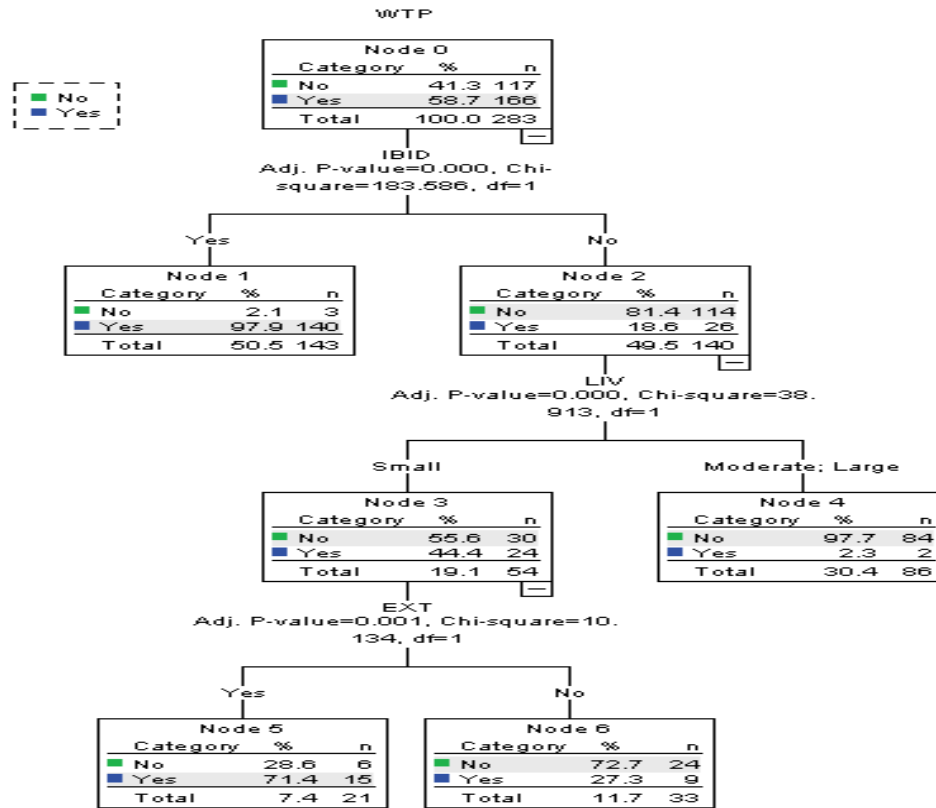 WTP
No
Yes
Node 0
Category % n
No 41.3 117
Yes 58.7 166
Total 100.0 283
IBID
Adj. P-value=0.000, Chi-
square=183.586, df=1
Yes
No
Node 1
Category % n
No 2.1 3
Yes 97.9 140
Total 50.5 143
Node 2
Category % n
No 81.4 114
Yes 18.6 26
Total 49.5 140
LIV
Adj. P-value=0.000, Chi-square=38.
913, df=1
Small
Moderate; Large
Node 3
Category % n
No 55.6 30
Yes 44.4 24
Total 19.1 54
Node 4
Category % n
No 97.7 84
Yes 2.3 2
Total 30.4 86
EXT
Adj. P-value=0.001, Chi-square=10.
134, df=1
Yes
No
Node 5
Category % n
No 28.6 6
Yes 71.4 15
Total 7.4 21
Node 6
Category % n
No 72.7 24
Yes 27.3 9
Total 11.7 33